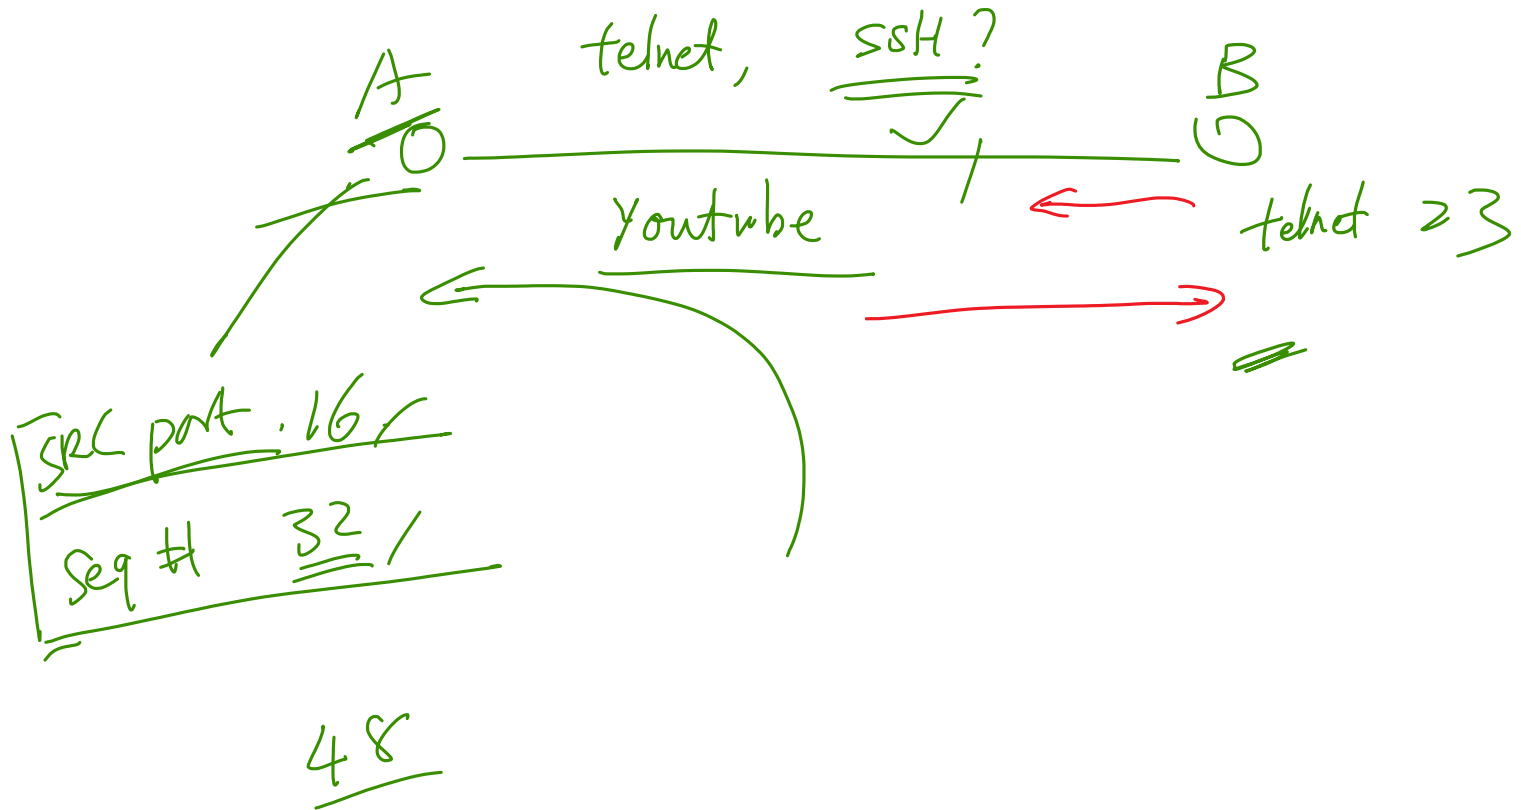 A
telnet, SSH?
B
Youtube
telnet 23
SRC port. 16
Seq # 32
48